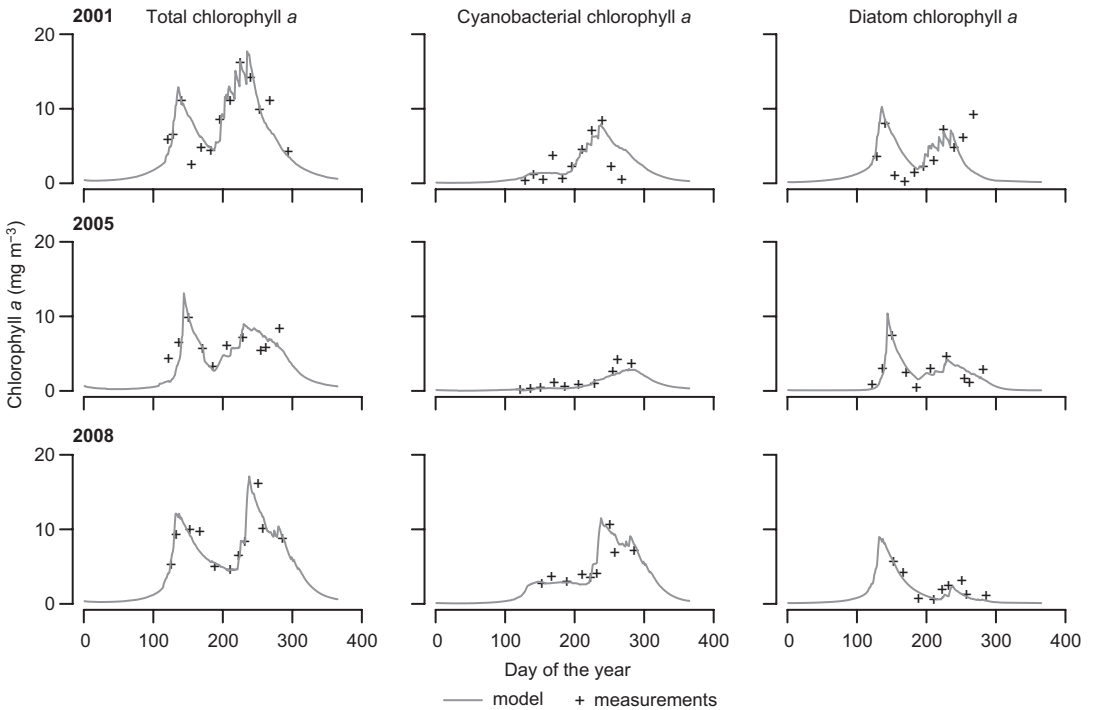 2001
Total chlorophyll a
Cyanobacterial chlorophyll a
Diatom chlorophyll a
20
10
0
2005
20
10
0
2008
20
10
0
0 100 200 300 400
0 100 200 300 400
0 100 200 300 400
Chlorophyll a (mg m⁻³)
Day of the year
model + measurements